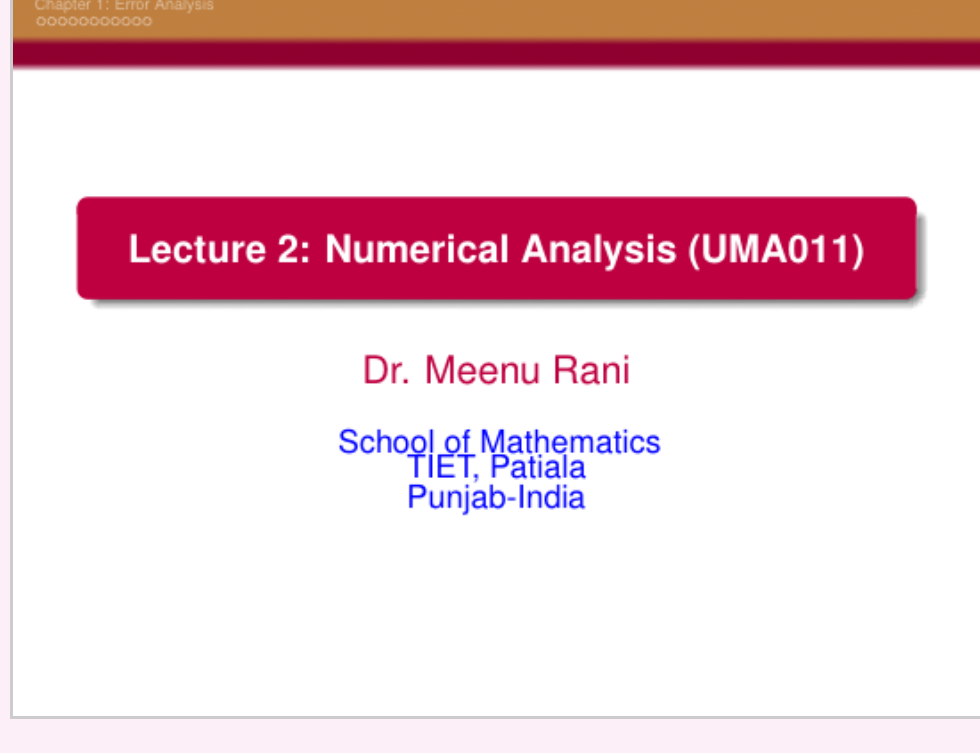 Chapter 1: Error Analysis
Lecture 2: Numerical Analysis (UMA011)
Dr. Meenu Rani
School of Mathematics
TIET, Patiala
Punjab-India